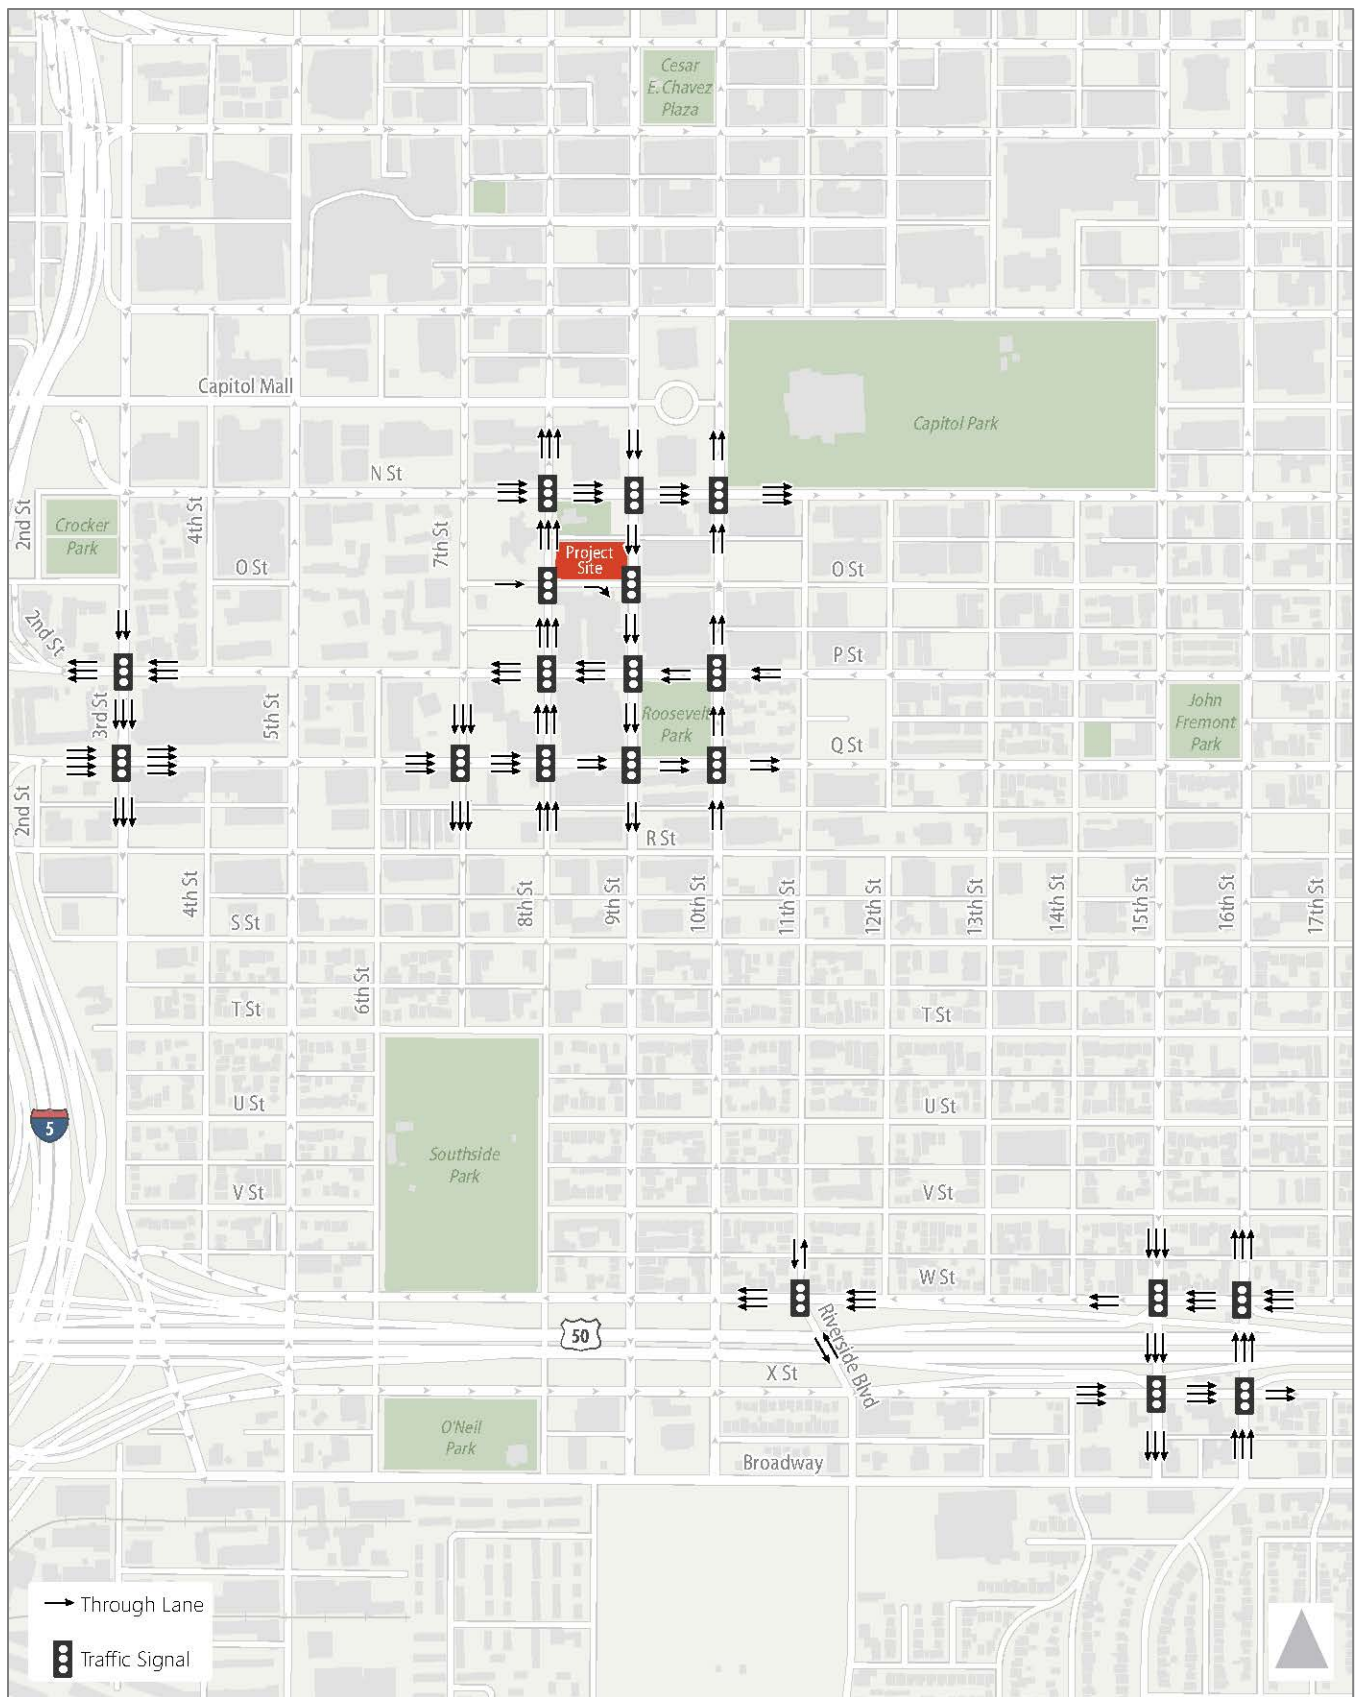 Cesar
E. Chavez
Plaza
Capitol Mall
Capitol Park
N St
2nd St
Crocker
Park
4th St
7th St
O St
Project
Site
O St
2nd St
P St
3rd St
5th St
Roosevelt
Park
John
Fremont
Park
Q St
2nd St
R St
4th St
8th St
9th St
10th St
11th St
12th St
13th St
14th St
15th St
16th St
17th St
S St
6th St
T St
T St
U St
U St
5
Southside
Park
V St
V St
W St
50
Riverside Blvd
X St
O'Neil
Park
Broadway
Through Lane
Traffic Signal